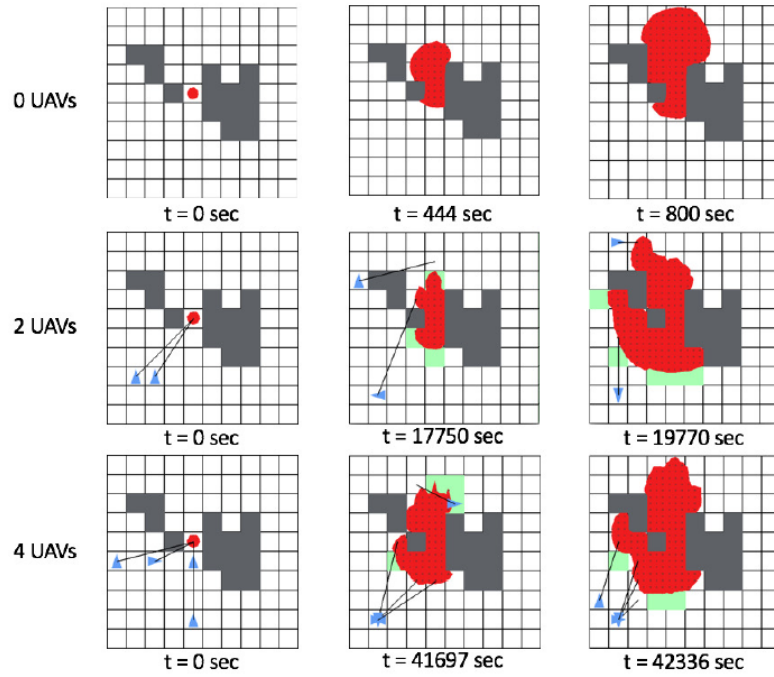 0 UAVs
t = 0 sec
t = 444 sec
t = 800 sec
2 UAVs
t = 0 sec
t = 17750 sec
t = 19770 sec
4 UAVs
t = 0 sec
t = 41697 sec
t = 42336 sec